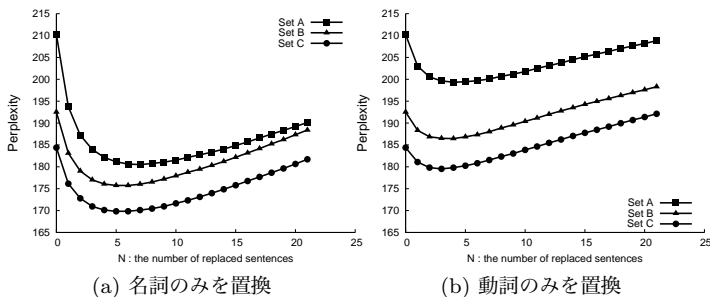 215
210
205
200
195
190
185
180
175
170
165
Perplexity
Set A
Set B
Set C
0 5 10 15 20 25
N : the number of replaced sentences
(a) 名詞のみを置換
215
210
205
200
195
190
185
180
175
170
165
Perplexity
Set A
Set B
Set C
0 5 10 15 20 25
N : the number of replaced sentences
(b) 動詞のみを置換